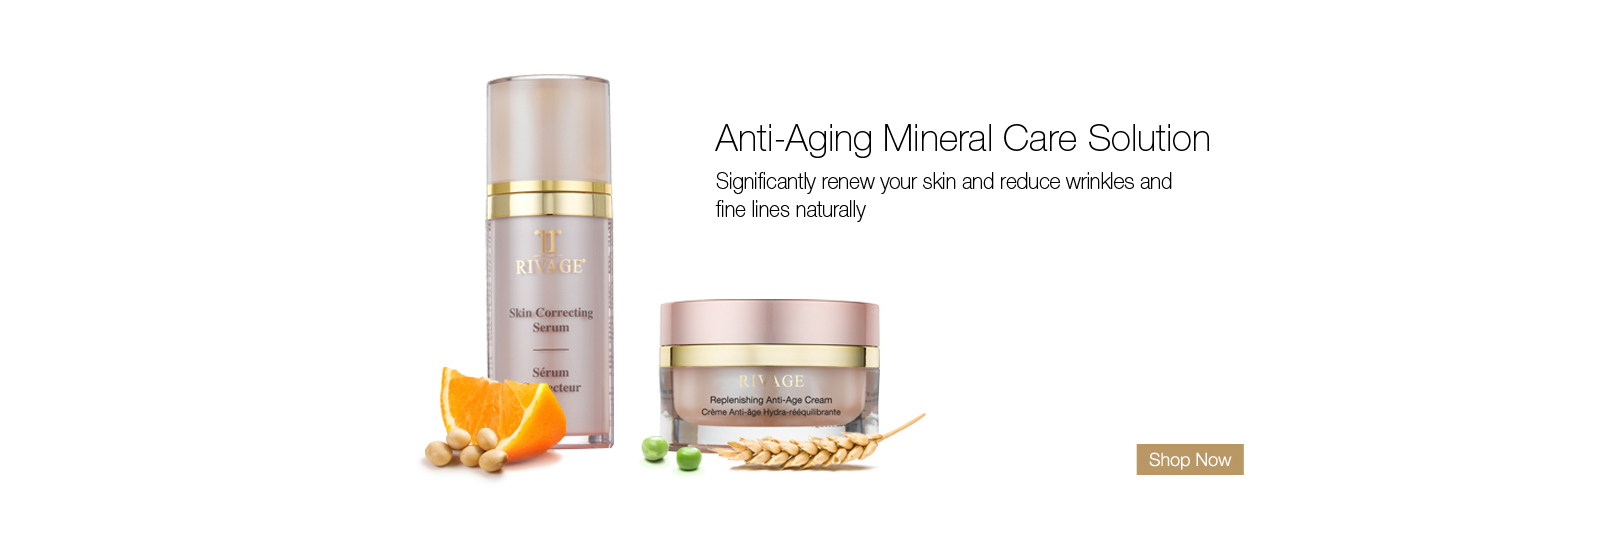 Anti-Aging Mineral Care Solution
Significantly renew your skin and reduce wrinkles and
fine lines naturally
RIVAGE
Skin Correcting
Serum
Sérum
RIVAGE
Replenishing Anti-Age Cream
Crème Anti-âge Hydra-rééquilibrante
Shop Now